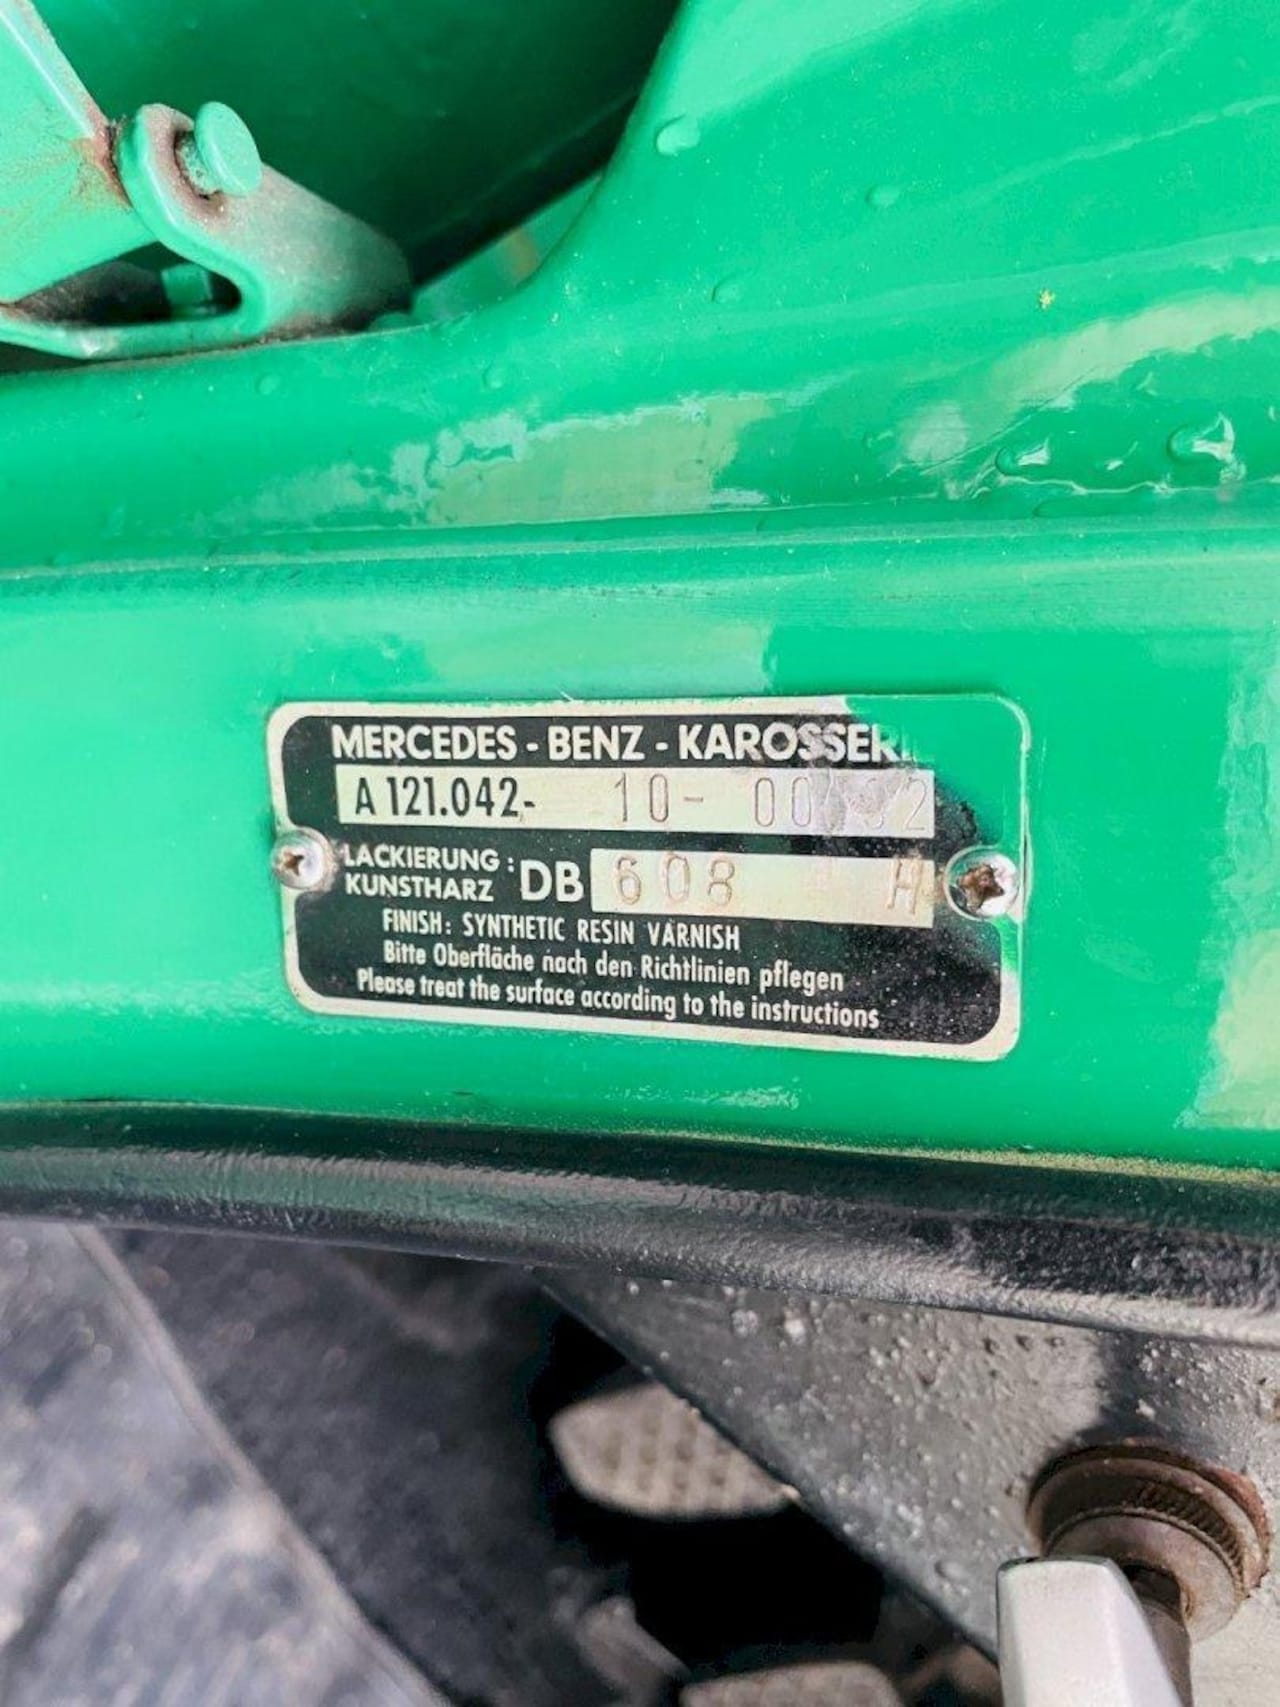 MERCEDES - BENZ - KAROSSERIE
A 121.042- 10-
LACKIERUNG :
KUNSTHARZ DB 608 H
FINISH: SYNTHETIC RESIN VARNISH
Bitte Oberfläche nach den Richtlinien pflegen
Please treat the surface according to the instructions